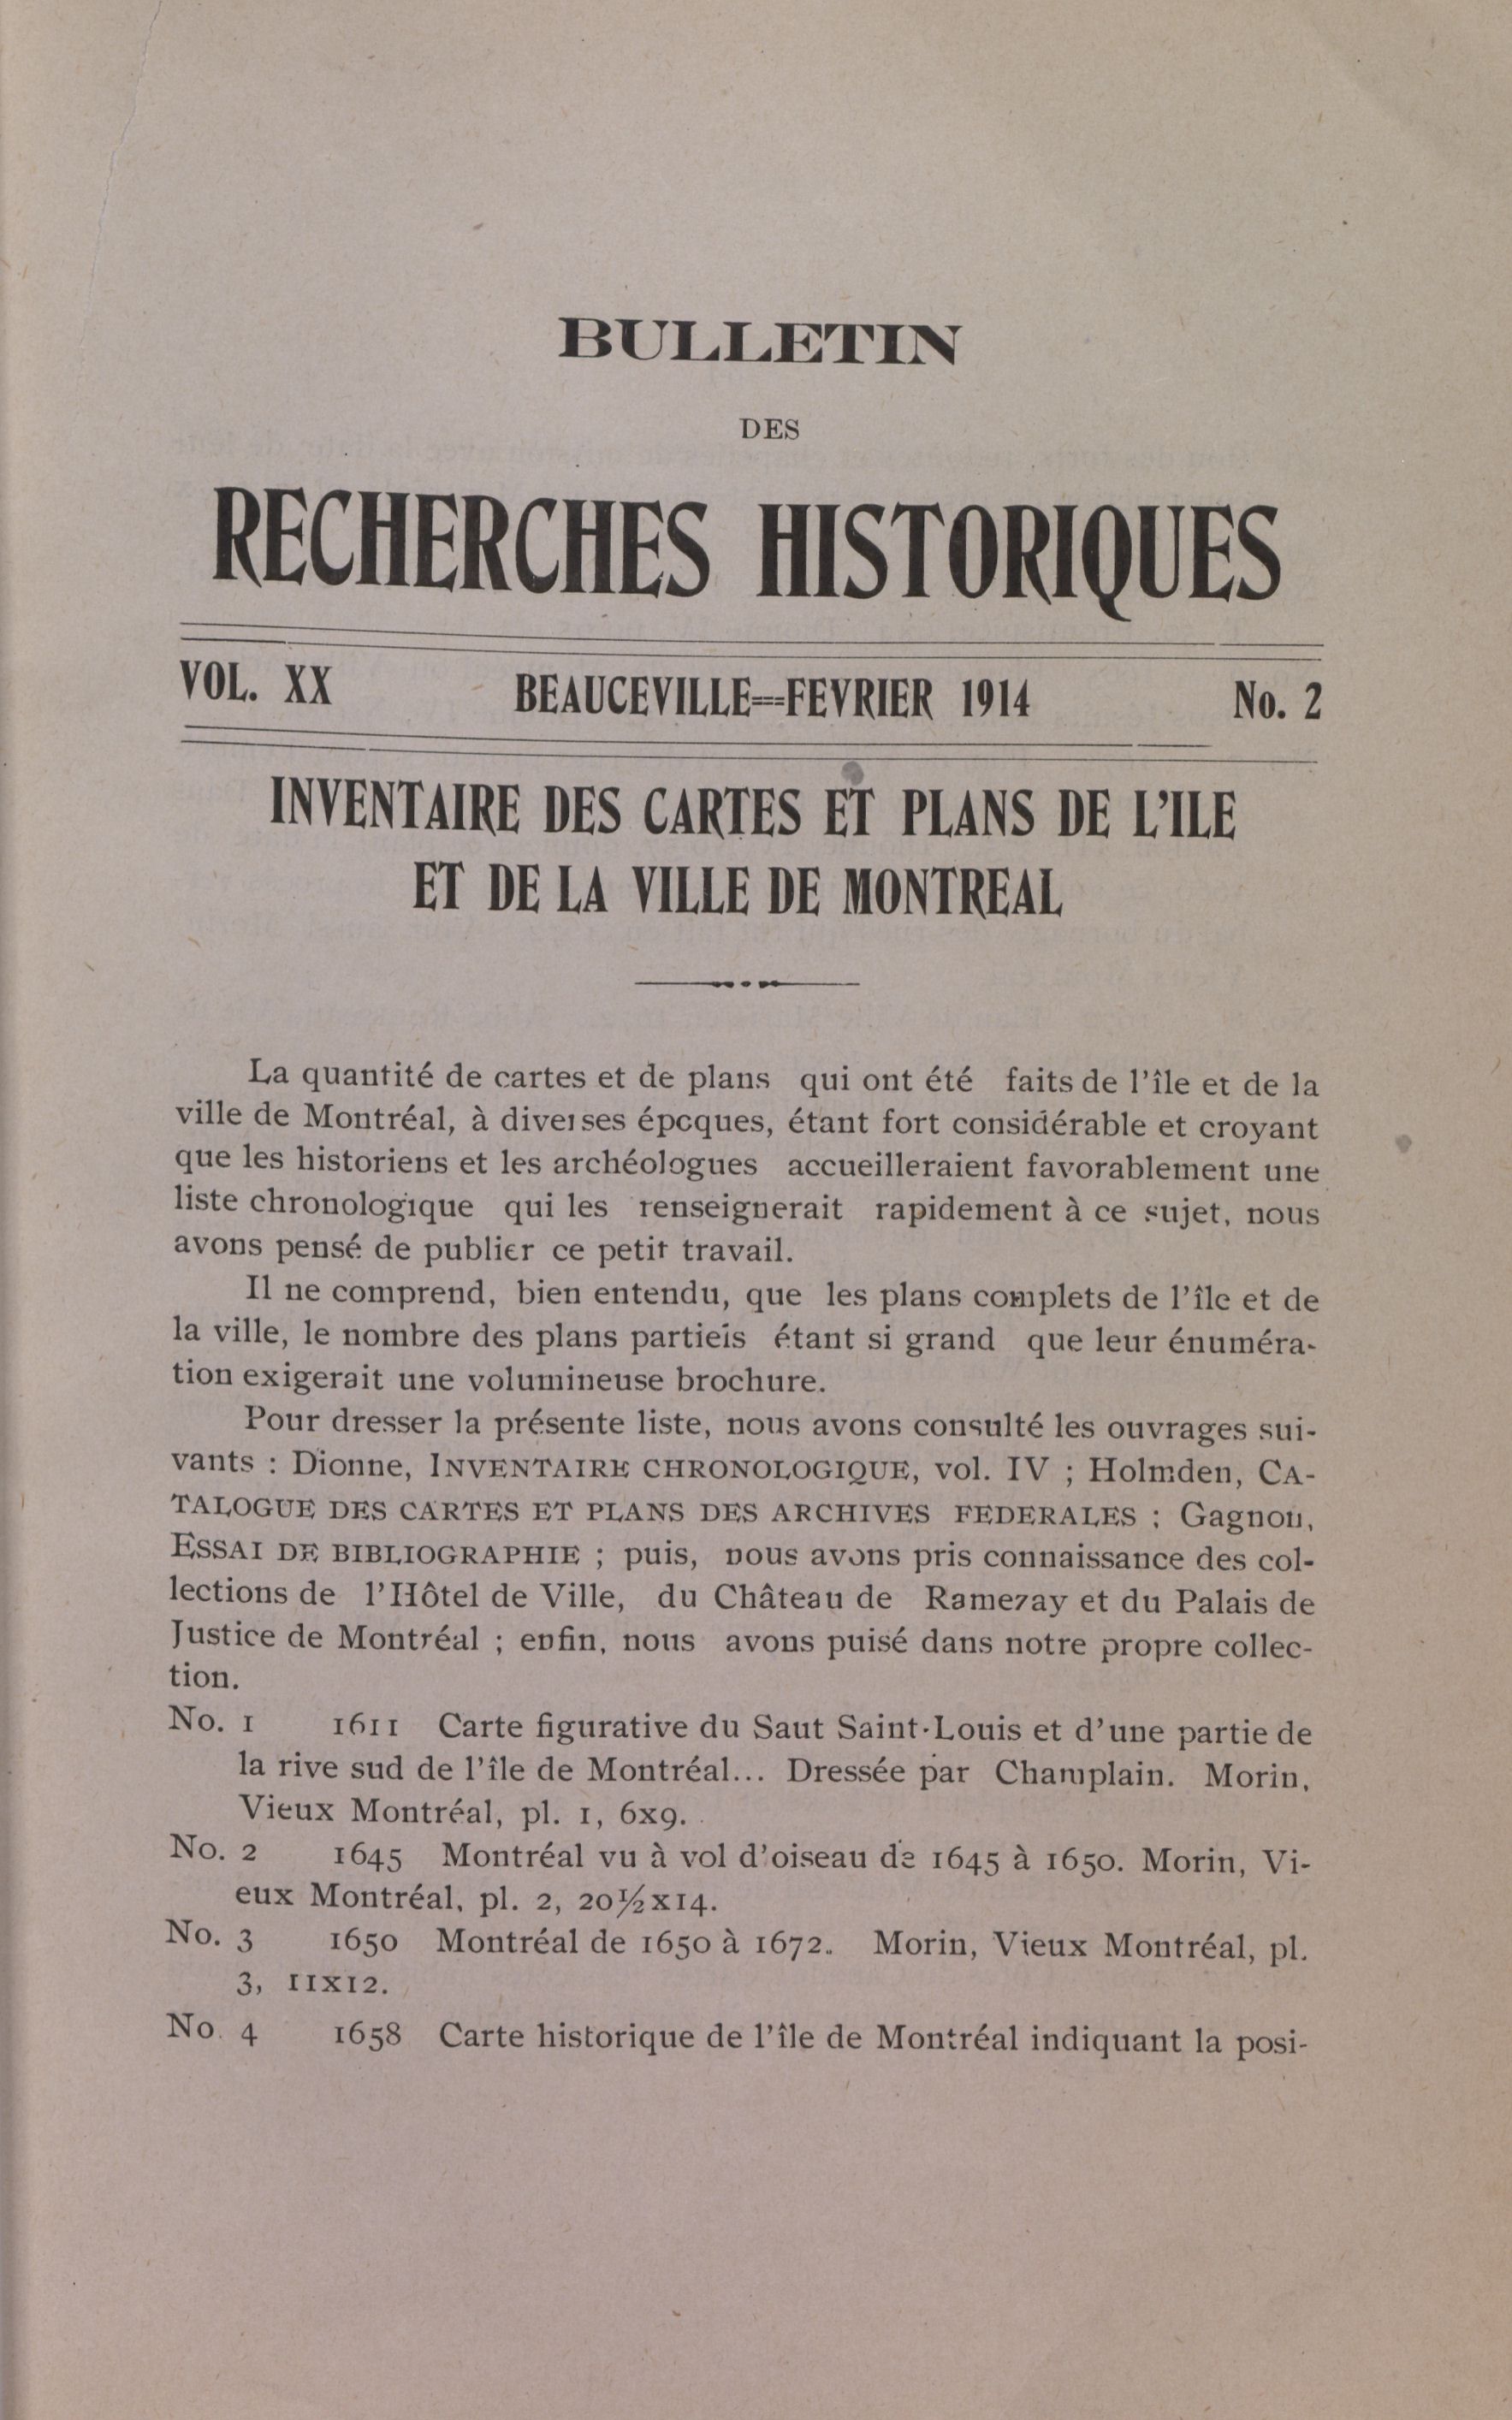 BULLETIN
DES
RECHERCHES HISTORIQUES
VOL. XX BEAUCEVILLE=FEVRIER 1914 No. 2
INVENTAIRE DES CARTES ET PLANS DE L'ILE
ET DE LA VILLE DE MONTREAL
La quantité de cartes et de plans qui ont été faits de l'île et de la
ville de Montréal, à diverses épocques, étant fort considérable et croyant
que les historiens et les archéologues accueilleraient favorablement une
liste chronologique qui les renseignerait rapidement à ce sujet, nous
avons pensé de publier ce petit travail.
Il ne comprend, bien entendu, que les plans complets de l'île et de
la ville, le nombre des plans partiels étant si grand que leur énuméra-
tion exigerait une volumineuse brochure.
Pour dresser la présente liste, nous avons consulté les ouvrages sui-
vants : Dionne, INVENTAIRE CHRONOLOGIQUE, vol. IV ; Holmden, CA-
TALOGUE DES CARTES ET PLANS DES ARCHIVES FEDERALES ; Gagnon,
ESSAI DE BIBLIOGRAPHIE ; puis, nous avons pris connaissance des col-
lections de l'Hôtel de Ville, du Château de Ramezay et du Palais de
Justice de Montréal ; enfin, nous avons puisé dans notre propre collec-
tion.
No. 1 1611 Carte figurative du Saut Saint-Louis et d'une partie de
la rive sud de l'île de Montréal... Dressée par Champlain. Morin,
Vieux Montréal, pl. 1, 6x9.
No. 2 1645 Montréal vu à vol d'oiseau de 1645 à 1650. Morin, Vi-
eux Montréal, pl. 2, 20½x14.
No. 3 1650 Montréal de 1650 à 1672. Morin, Vieux Montréal, pl.
3, 11x12.
No. 4 1658 Carte historique de l'île de Montréal indiquant la posi-